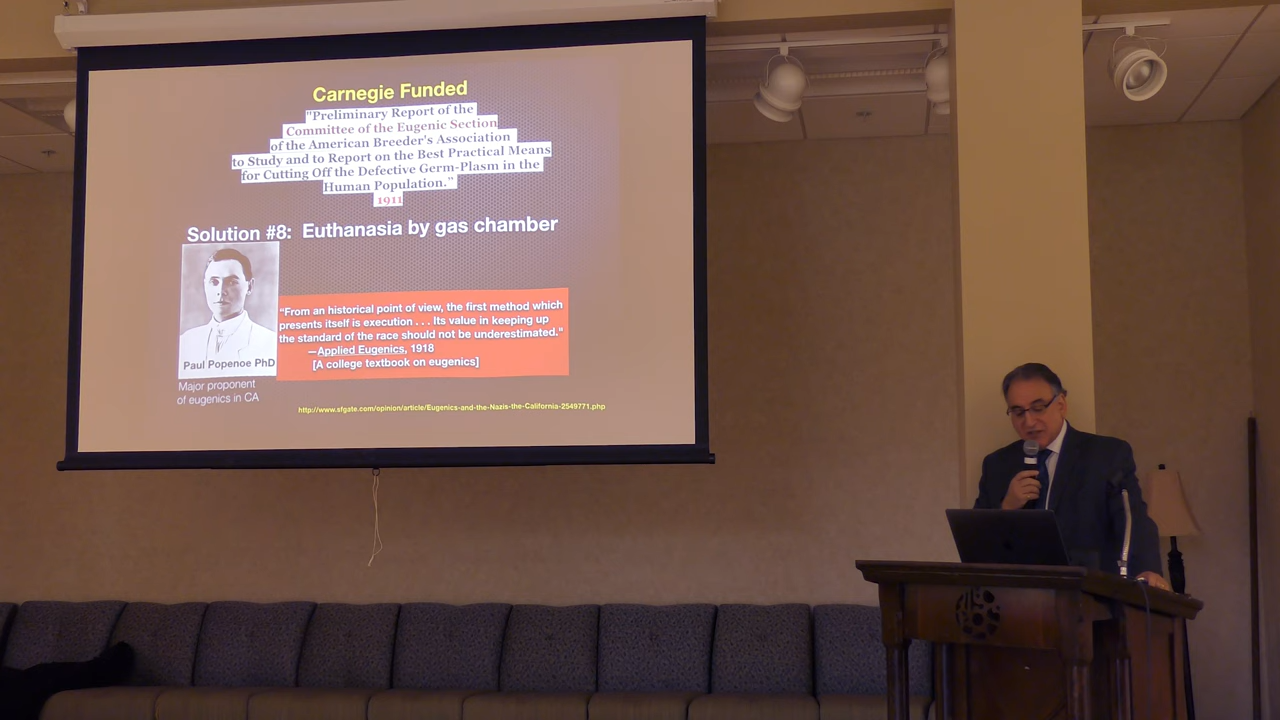 Carnegie Funded
"Preliminary Report of the
Committee of the Eugenic Section
of the American Breeder's Association
to Study and to Report on the Best Practical Means
for Cutting Off the Defective Germ-Plasm in the
Human Population."
1911
Solution #8: Euthanasia by gas chamber
"From an historical point of view, the first method which
presents itself is execution . . . Its value in keeping up
the standard of the race should not be underestimated."
—Applied Eugenics, 1918
[A college textbook on eugenics]
Paul Popenoe PhD
Major proponent
of eugenics in CA
http://www.sfgate.com/opinion/article/Eugenics-and-the-Nazis-the-California-2549771.php